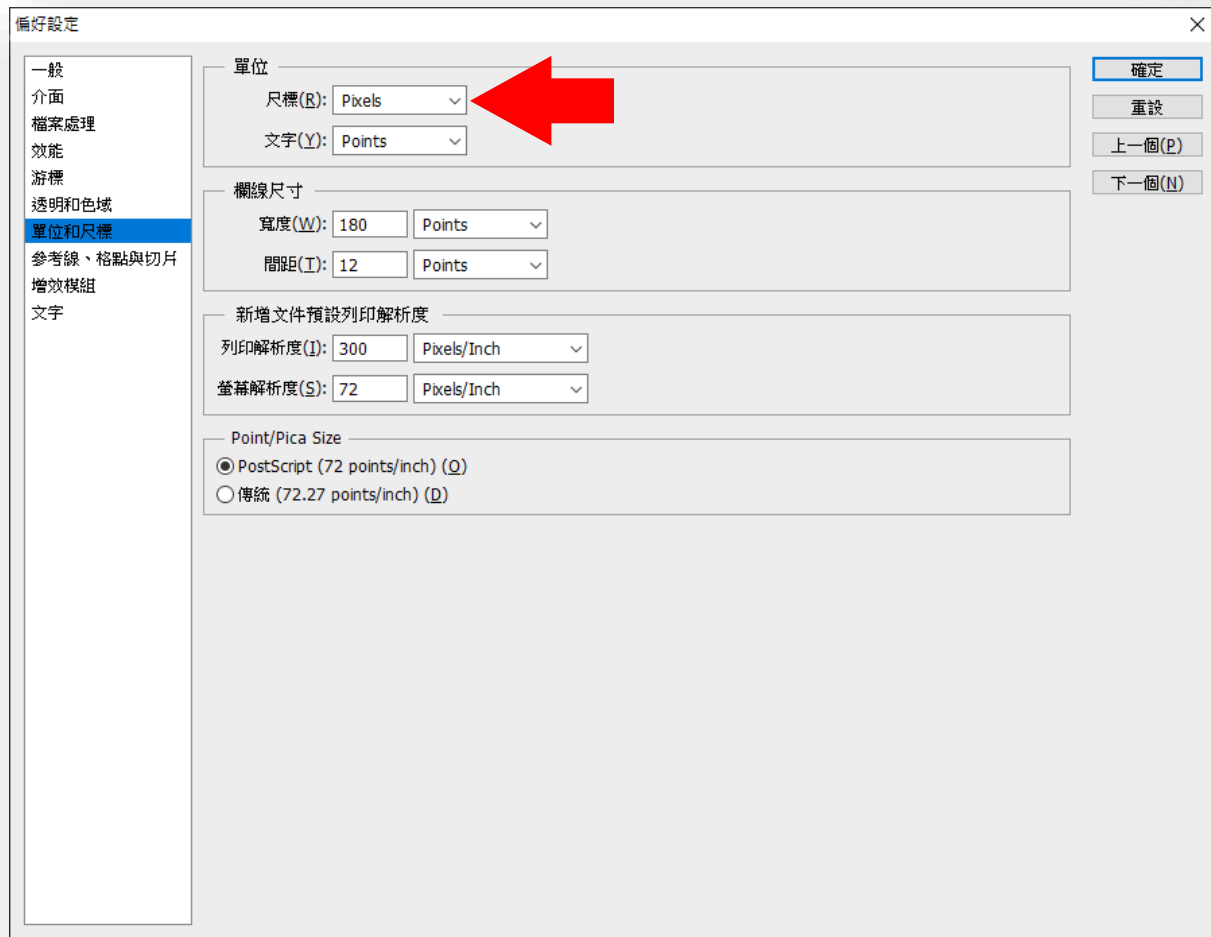 偏好設定
一般
介面
檔案處理
效能
游標
透明和色域
單位和尺標
參考線、格點與切片
增效模組
文字
單位
尺標(R): Pixels
文字(Y): Points
欄線尺寸
寬度(W): 180 Points
間距(T): 12 Points
新增文件預設列印解析度
列印解析度(I): 300 Pixels/Inch
螢幕解析度(S): 72 Pixels/Inch
Point/Pica Size
PostScript (72 points/inch) (O)
傳統 (72.27 points/inch) (D)
確定
重設
上一個(P)
下一個(N)